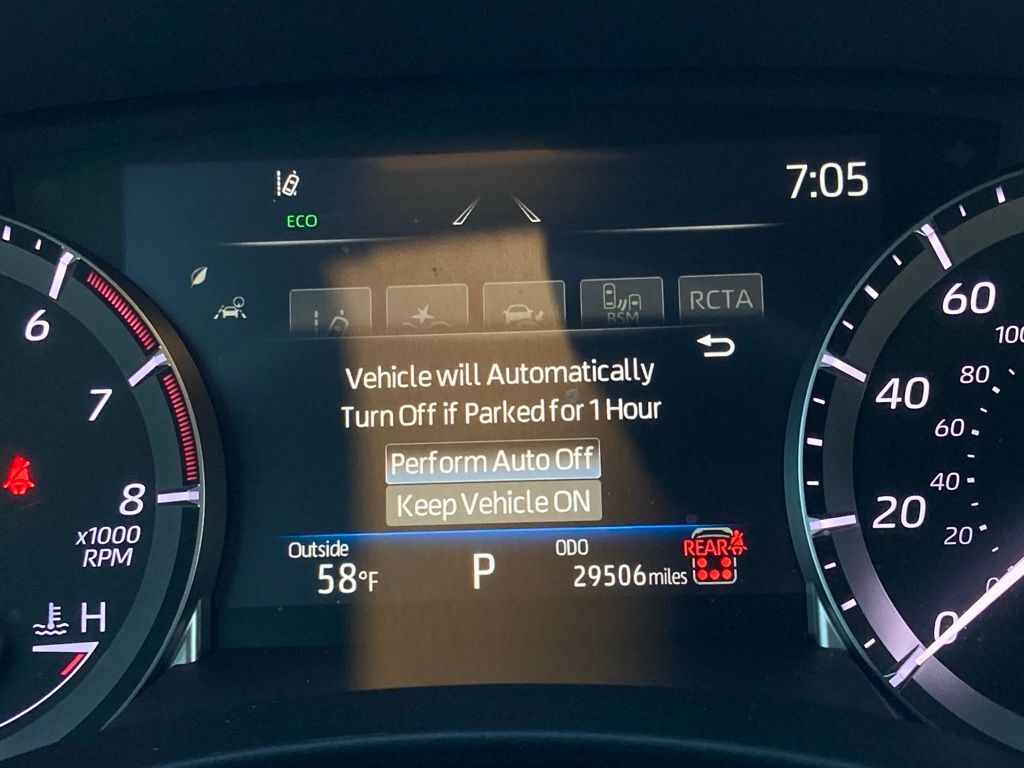 7:05
ECO
BSM
RCTA
Vehicle will Automatically
Turn Off if Parked for 1 Hour
Perform Auto Off
Keep Vehicle ON
Outside
58°F
P
ODO
29506 miles
REAR
6
7
8
x1000
RPM
H
60
40
20
0
80
60
40
20